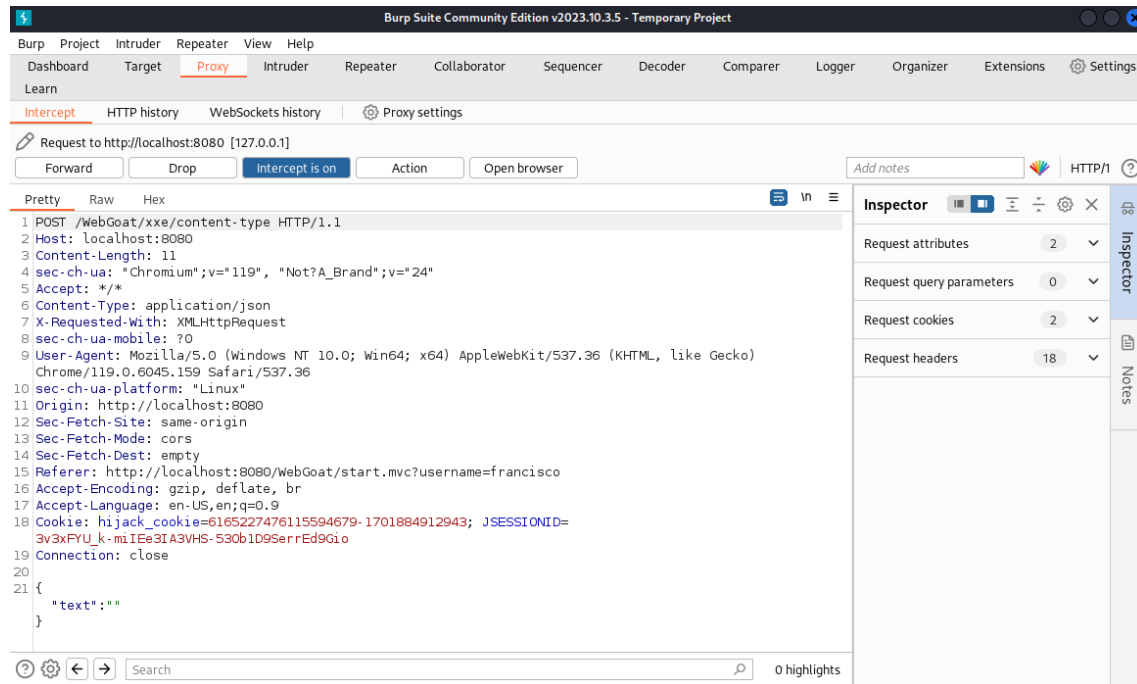 Burp Suite Community Edition v2023.10.3.5 - Temporary Project
Burp Project Intruder Repeater View Help
Dashboard Target Proxy Intruder Repeater Collaborator Sequencer Decoder Comparer Logger Organizer Extensions Settings
Learn
Intercept HTTP history WebSockets history Proxy settings
Request to http://localhost:8080 [127.0.0.1]
Forward Drop Intercept is on Action Open browser Add notes HTTP/1 ?
Pretty Raw Hex \n
1 POST /WebGoat/xxe/content-type HTTP/1.1
2 Host: localhost:8080
3 Content-Length: 11
4 sec-ch-ua: "Chromium";v="119", "Not?A_Brand";v="24"
5 Accept: */*
6 Content-Type: application/json
7 X-Requested-With: XMLHttpRequest
8 sec-ch-ua-mobile: ?0
9 User-Agent: Mozilla/5.0 (Windows NT 10.0; Win64; x64) AppleWebKit/537.36 (KHTML, like Gecko)
Chrome/119.0.6045.159 Safari/537.36
10 sec-ch-ua-platform: "Linux"
11 Origin: http://localhost:8080
12 Sec-Fetch-Site: same-origin
13 Sec-Fetch-Mode: cors
14 Sec-Fetch-Dest: empty
15 Referer: http://localhost:8080/WebGoat/start.mvc?username=francisco
16 Accept-Encoding: gzip, deflate, br
17 Accept-Language: en-US,en;q=0.9
18 Cookie: hijack_cookie=6165227476115594679-1701884912943; JSESSIONID=
3v3xFYU_k-miIEe3IA3VHS-530b1D9SerrEd9Gio
19 Connection: close
20
21 {
"text":""
}
Inspector
Request attributes 2
Request query parameters 0
Request cookies 2
Request headers 18
Inspector
Notes
? Search 0 highlights